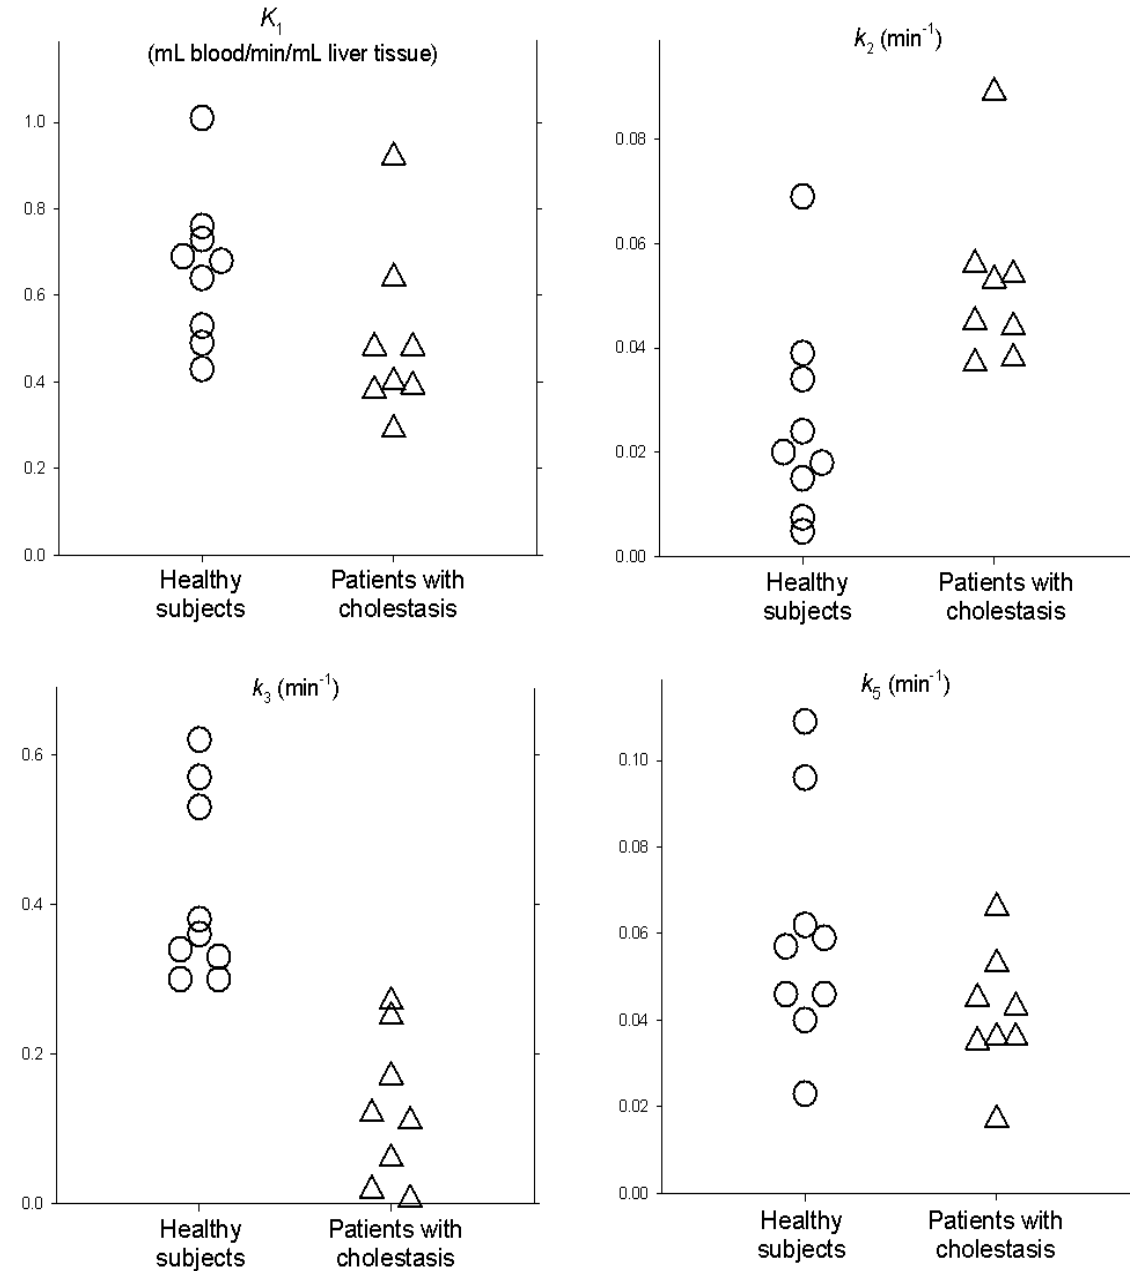 K₁
(mL blood/min/mL liver tissue)
1.0
0.8
0.6
0.4
0.2
0.0
Healthy
subjects
Patients with
cholestasis
k₂ (min⁻¹)
0.08
0.06
0.04
0.02
0.00
Healthy
subjects
Patients with
cholestasis
k₃ (min⁻¹)
0.6
0.4
0.2
0.0
Healthy
subjects
Patients with
cholestasis
k₅ (min⁻¹)
0.10
0.08
0.06
0.04
0.02
0.00
Healthy
subjects
Patients with
cholestasis